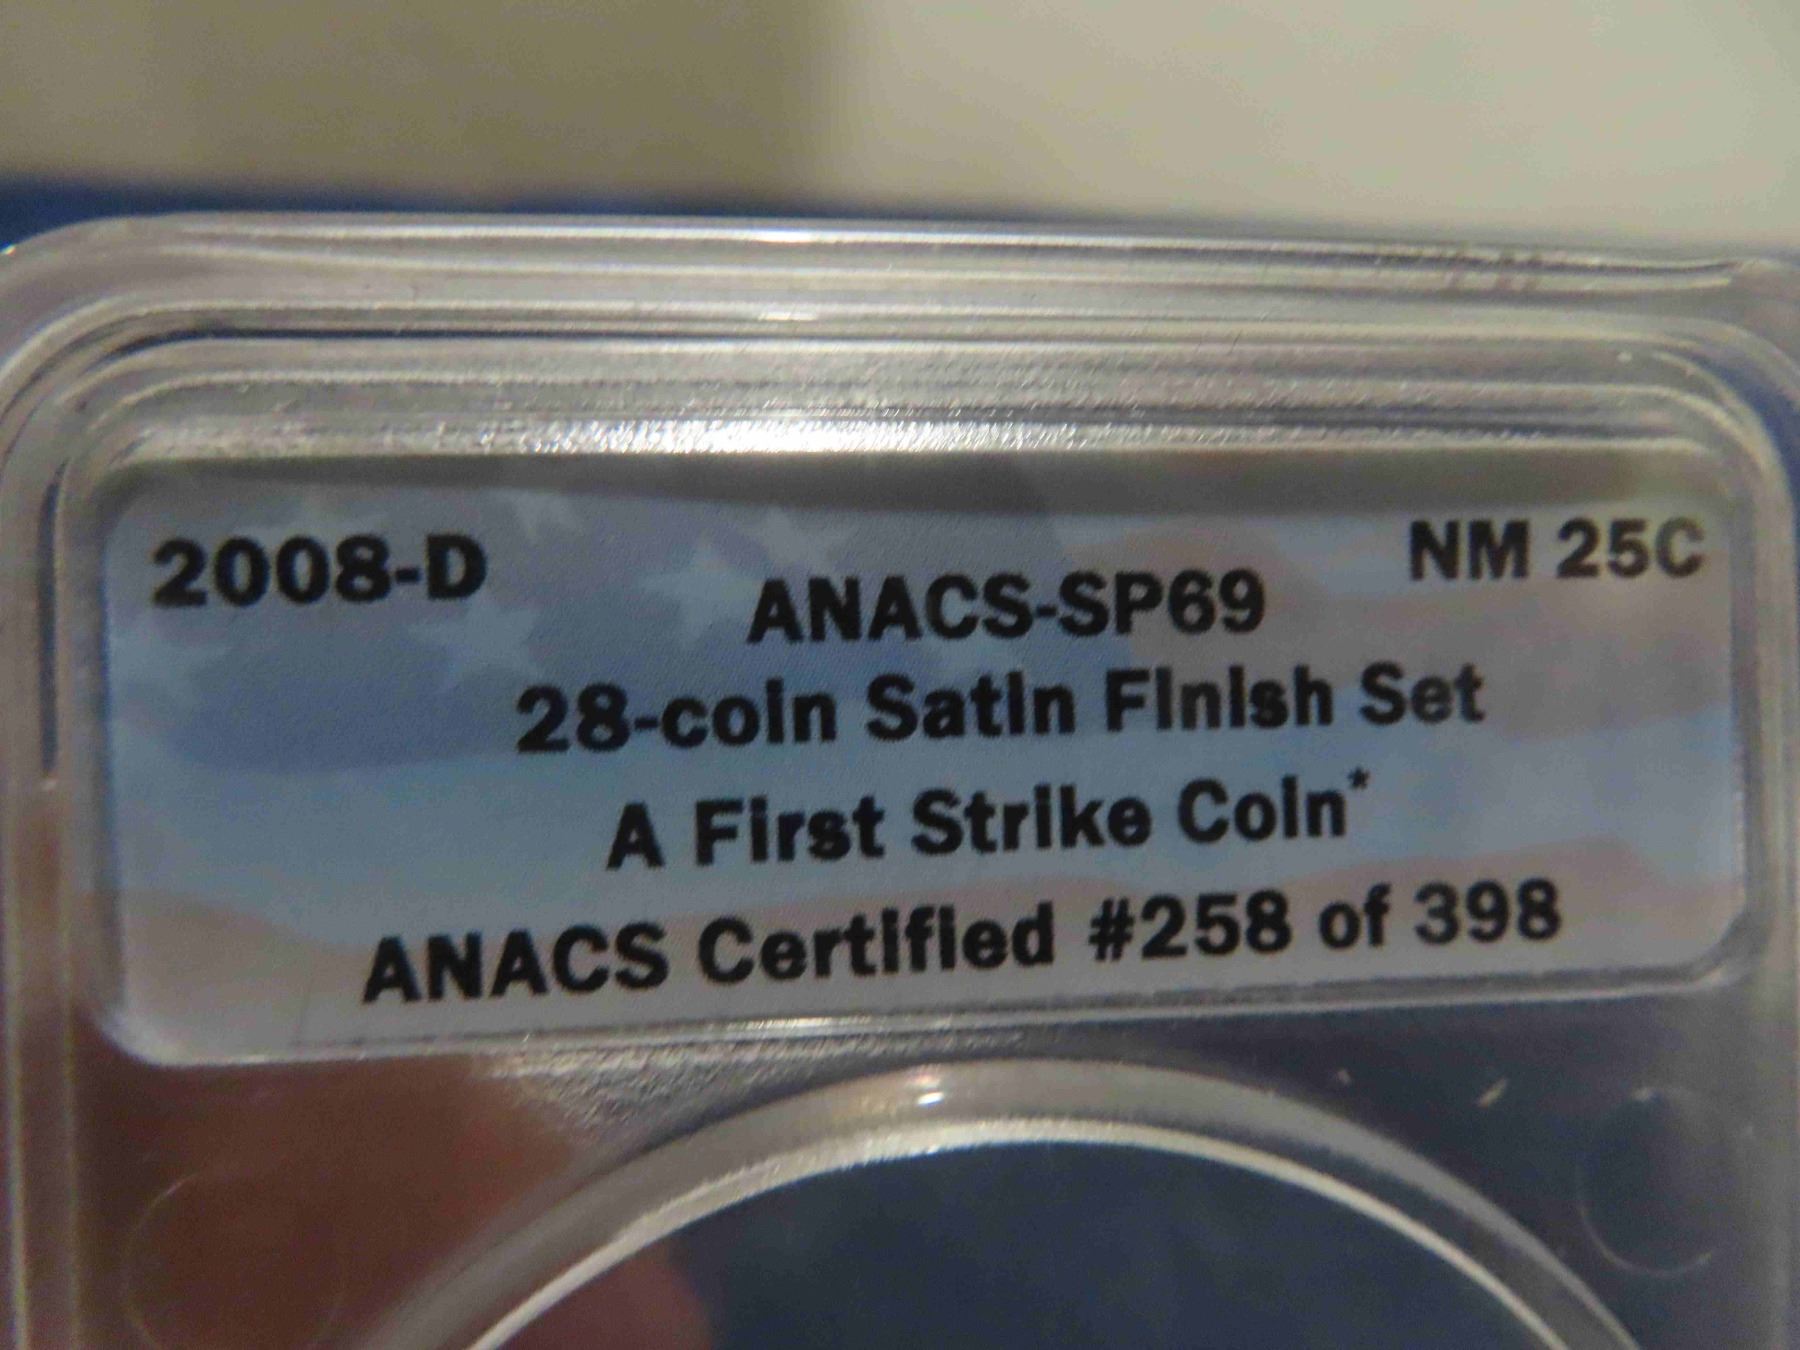 2008-D
NM 25C
ANACS-SP69
28-coin Satin Finish Set
A First Strike Coin*
ANACS Certified #258 of 398